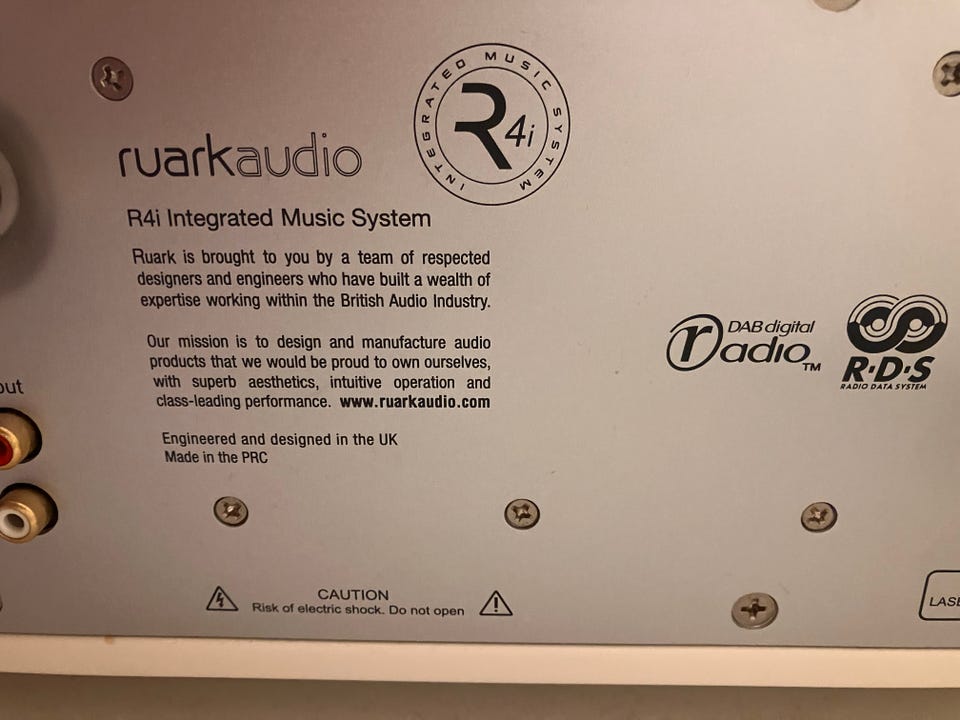 INTEGRATED MUSIC SYSTEM
R4i
ruarkaudio
R4i Integrated Music System
Ruark is brought to you by a team of respected
designers and engineers who have built a wealth of
expertise working within the British Audio Industry.
Our mission is to design and manufacture audio
products that we would be proud to own ourselves,
with superb aesthetics, intuitive operation and
class-leading performance. www.ruarkaudio.com
Engineered and designed in the UK
Made in the PRC
DAB digital
radio™
R·D·S
RADIO DATA SYSTEM
CAUTION
Risk of electric shock. Do not open